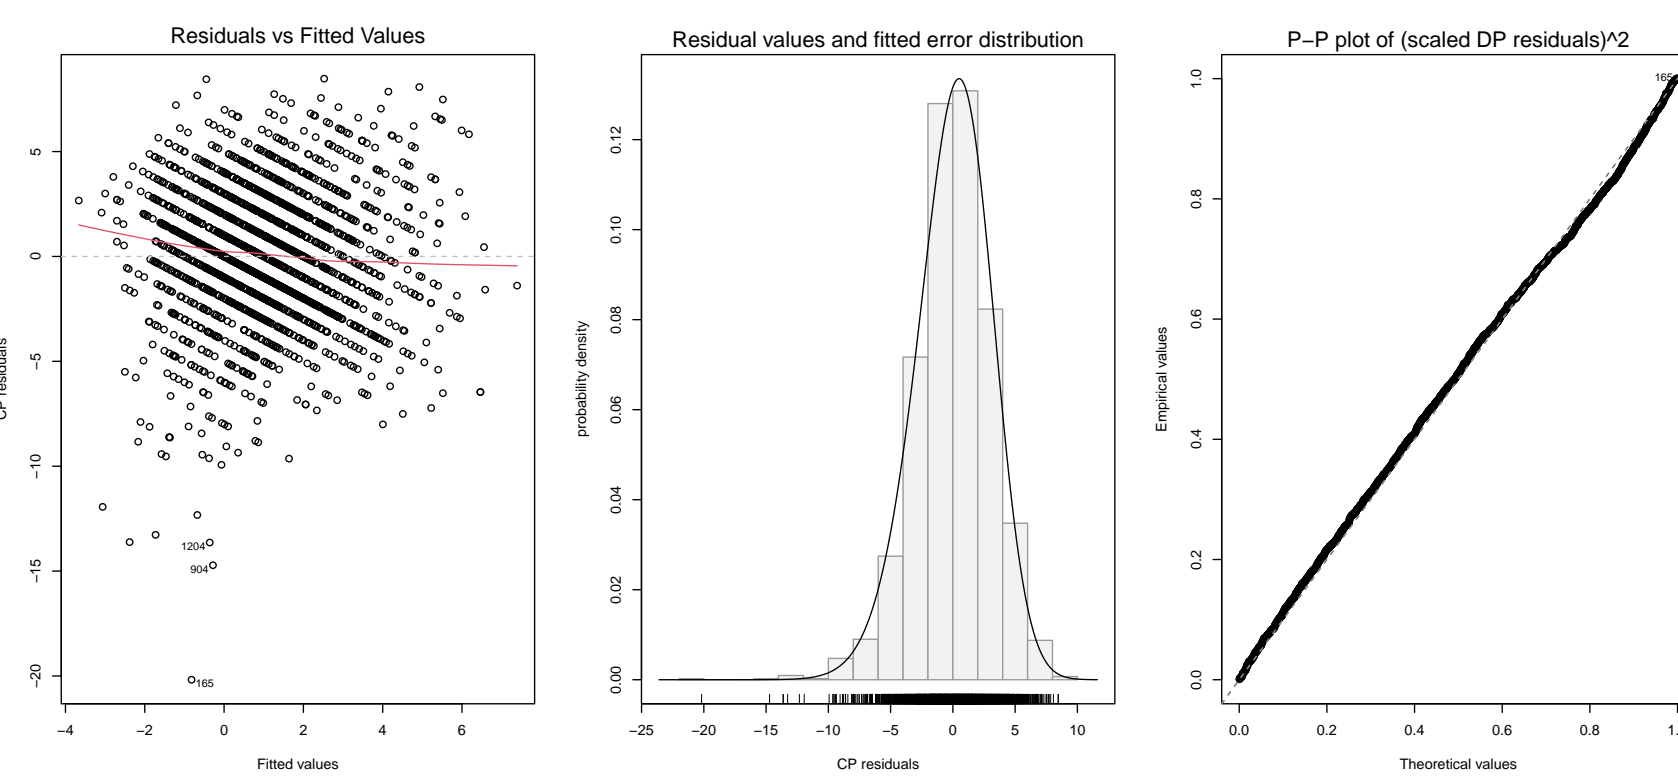 Residuals vs Fitted Values
CP residuals
5
0
−5
−10
−15
−20
1204
904
165
−4 −2 0 2 4 6
Fitted values
Residual values and fitted error distribution
probability density
0.12
0.10
0.08
0.06
0.04
0.02
0.00
−25 −20 −15 −10 −5 0 5 10
CP residuals
P−P plot of (scaled DP residuals)^2
Empirical values
165
1.0
0.8
0.6
0.4
0.2
0.0
0.0 0.2 0.4 0.6 0.8 1.
Theoretical values